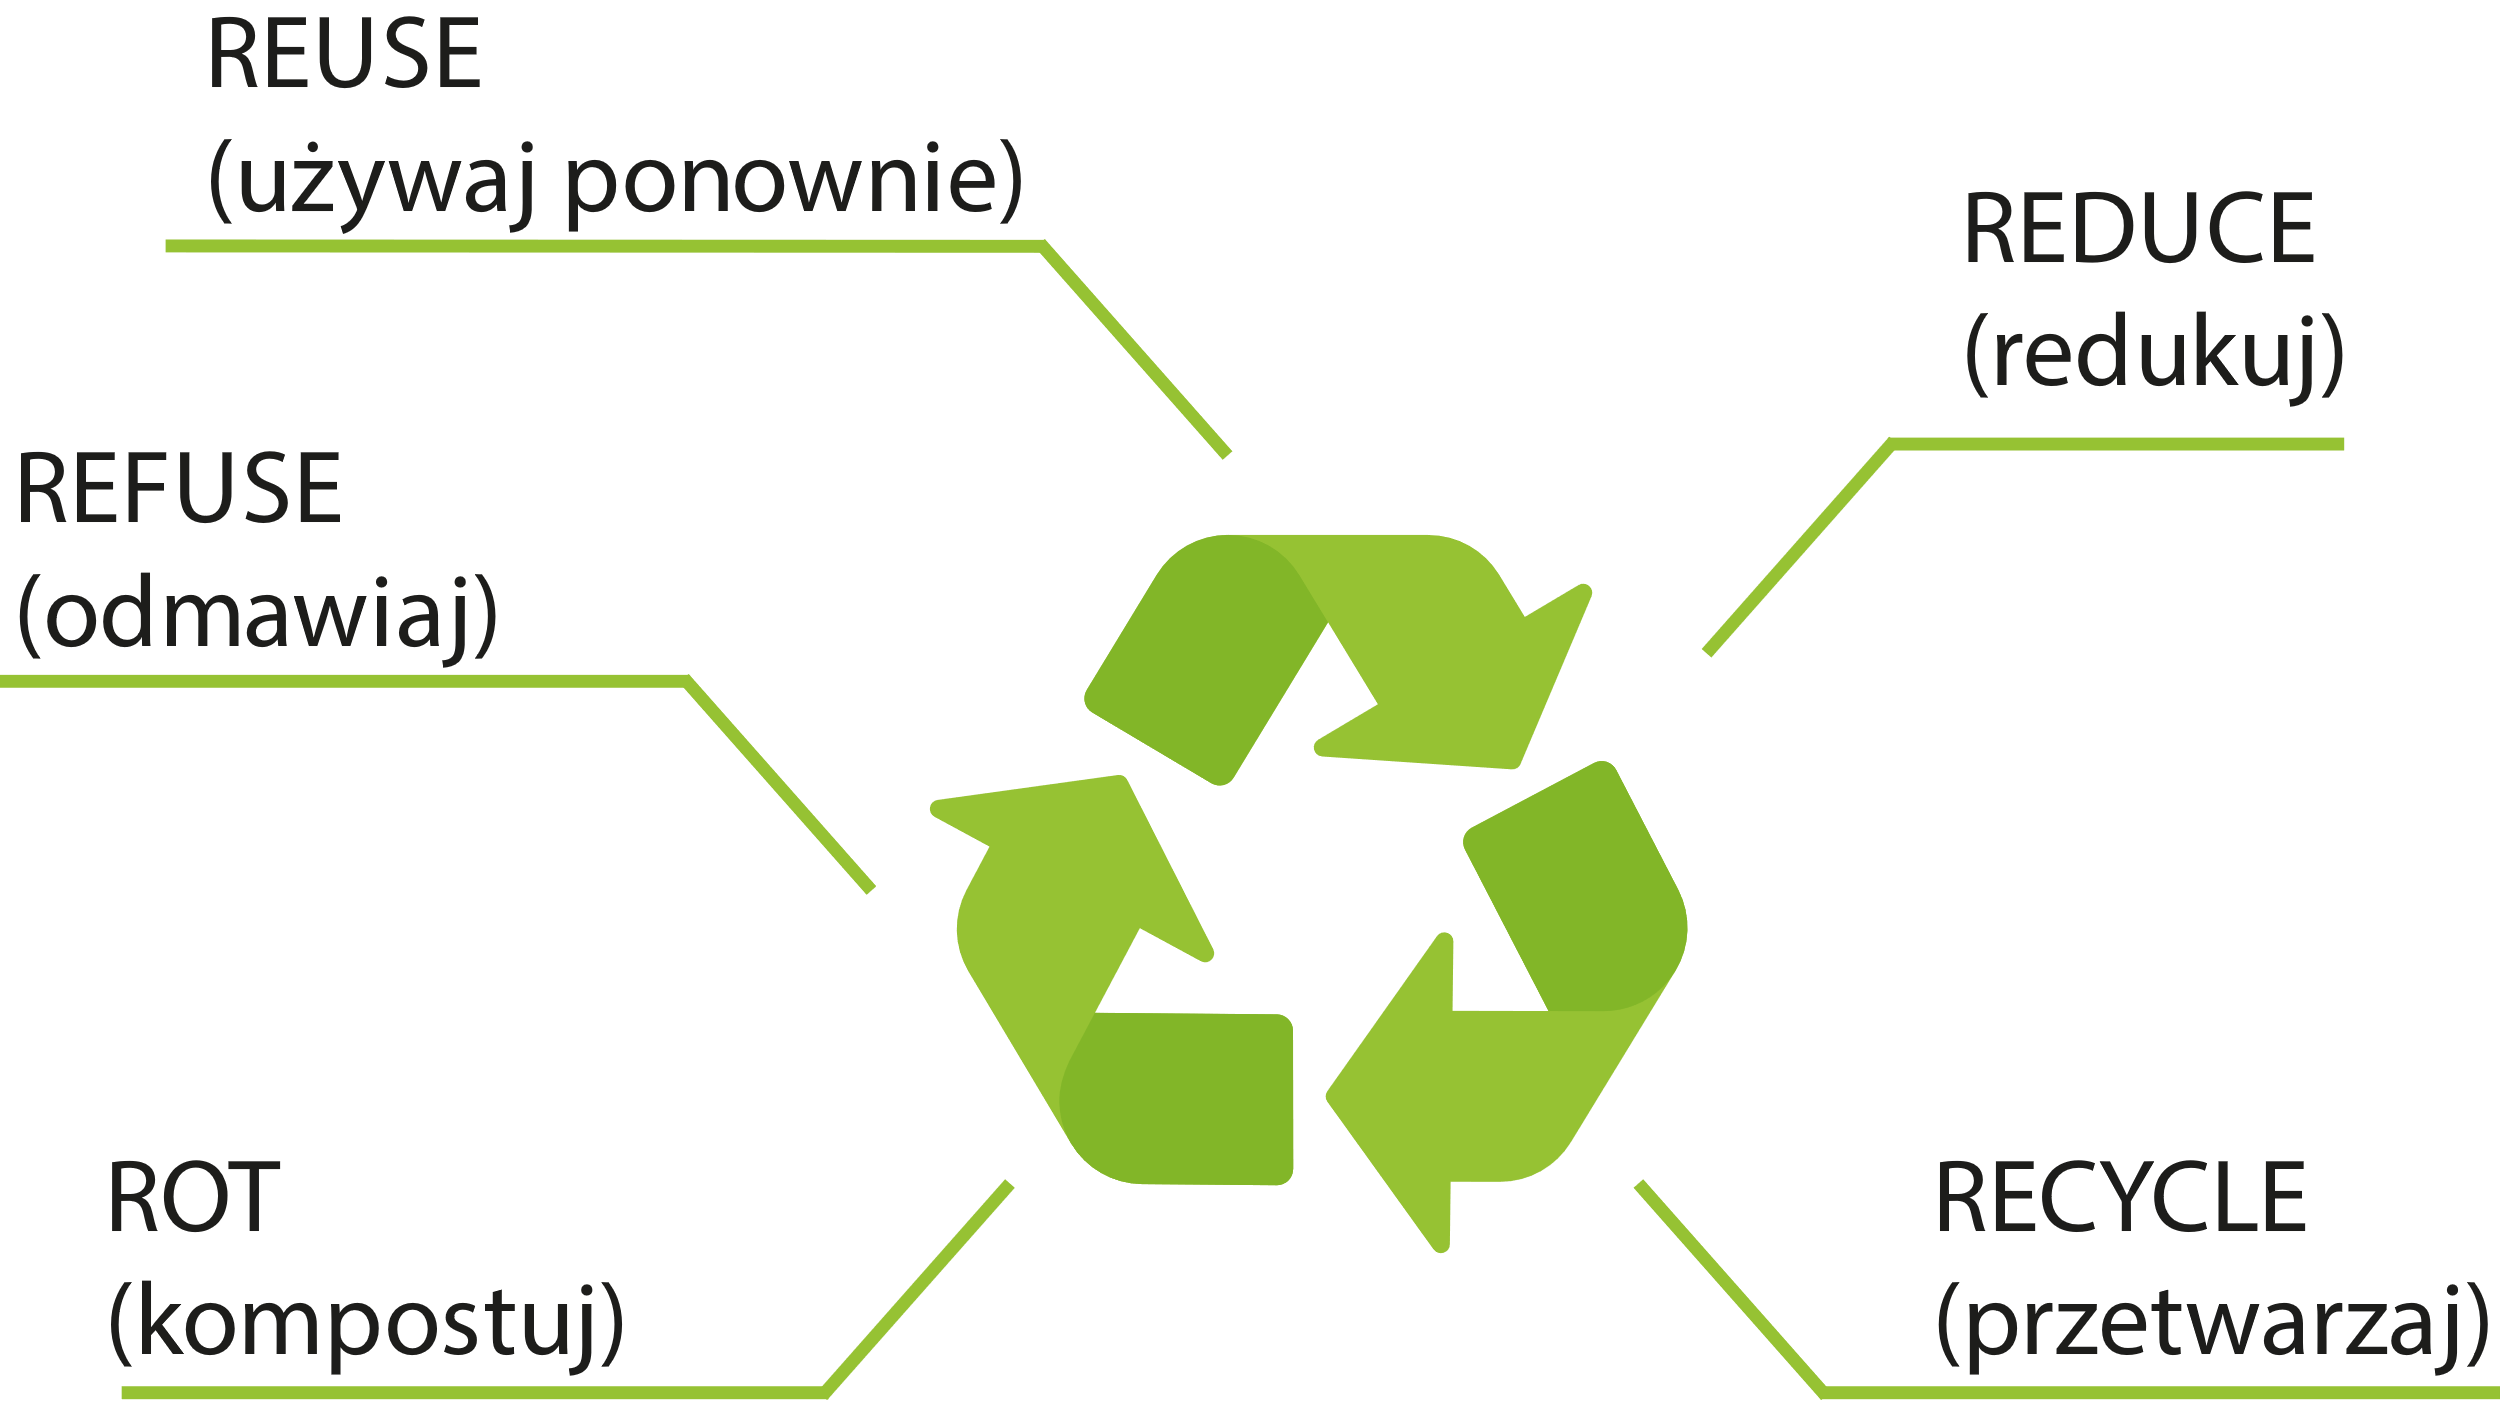 REUSE
(używaj ponownie)
REDUCE
(redukuj)
REFUSE
(odmawiaj)
ROT
(kompostuj)
RECYCLE
(przetwarzaj)